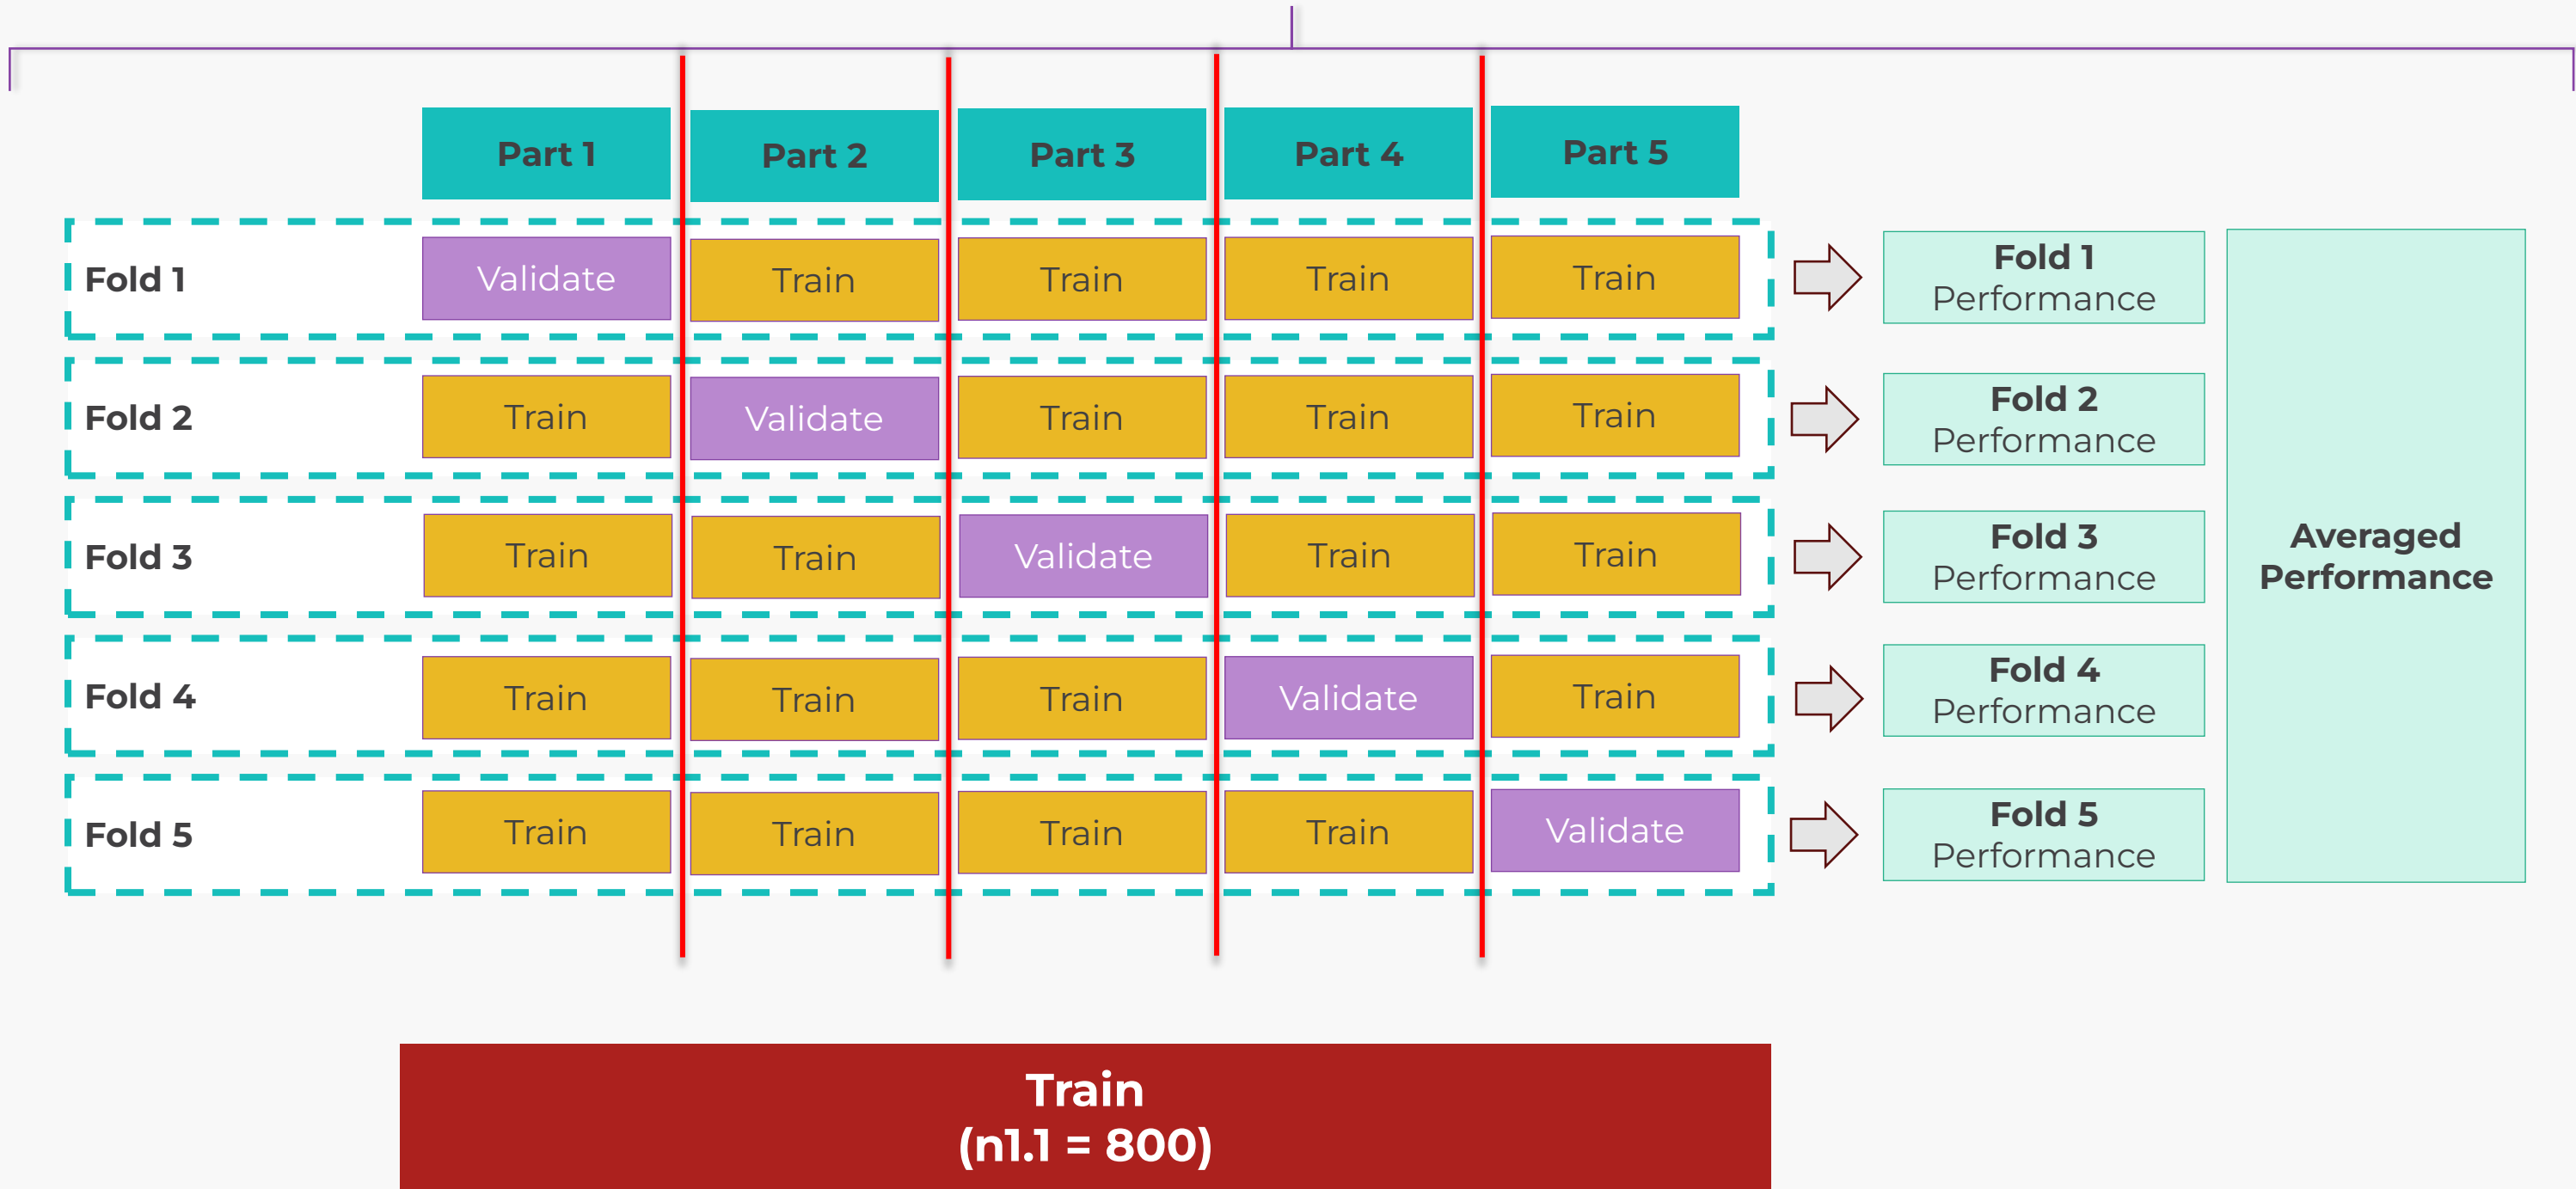 Part 1 Part 2 Part 3 Part 4 Part 5
Fold 1 Validate Train Train Train Train Fold 1
Performance
Fold 2 Train Validate Train Train Train Fold 2
Performance
Fold 3 Train Train Validate Train Train Fold 3
Performance
Fold 4 Train Train Train Validate Train Fold 4
Performance
Fold 5 Train Train Train Train Validate Fold 5
Performance
Averaged
Performance
Train
(n1.1 = 800)